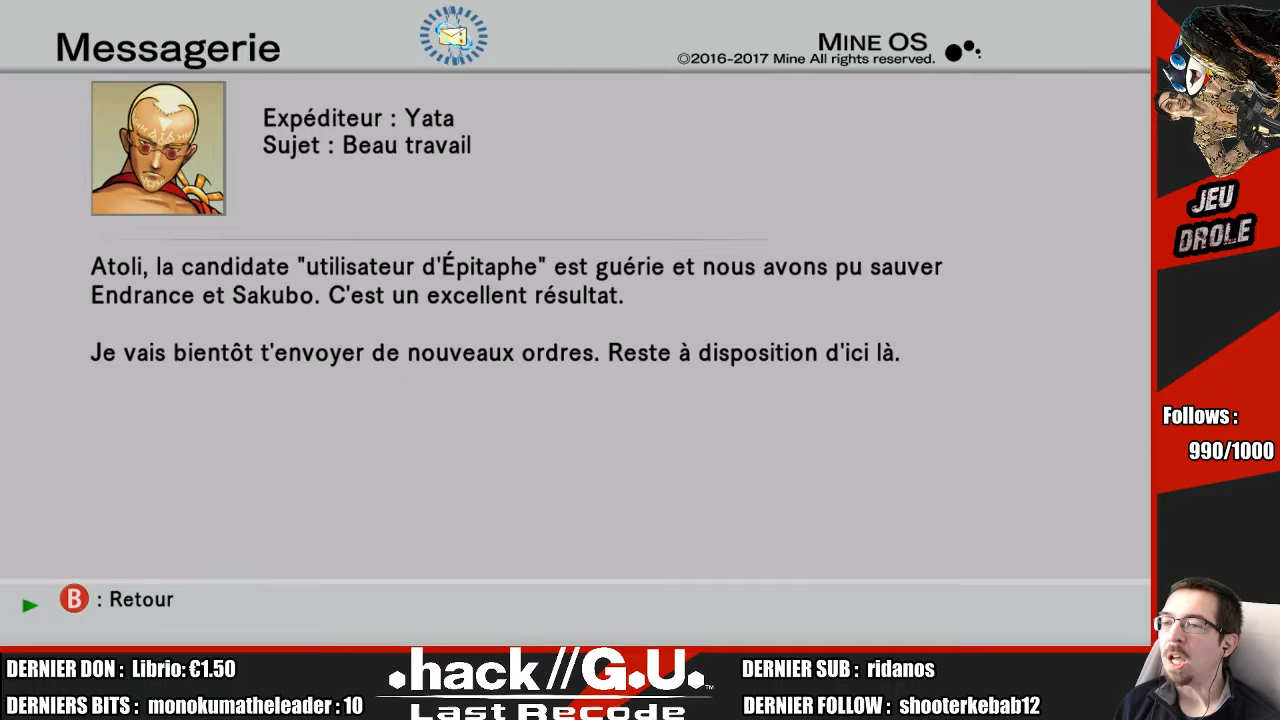 Messagerie
MINE OS
©2016-2017 Mine All rights reserved.
Expéditeur : Yata
Sujet : Beau travail
Atoli, la candidate "utilisateur d'Épitaphe" est guérie et nous avons pu sauver
Endrance et Sakubo. C'est un excellent résultat.
Je vais bientôt t'envoyer de nouveaux ordres. Reste à disposition d'ici là.
B : Retour
JEU
DROLE
Follows :
990/1000
DERNIER DON : Librio: €1.50
DERNIERS BITS : monokumatheleader : 10
.hack//G.U.™
Last Recode
DERNIER SUB : ridanos
DERNIER FOLLOW : shooterkebab12